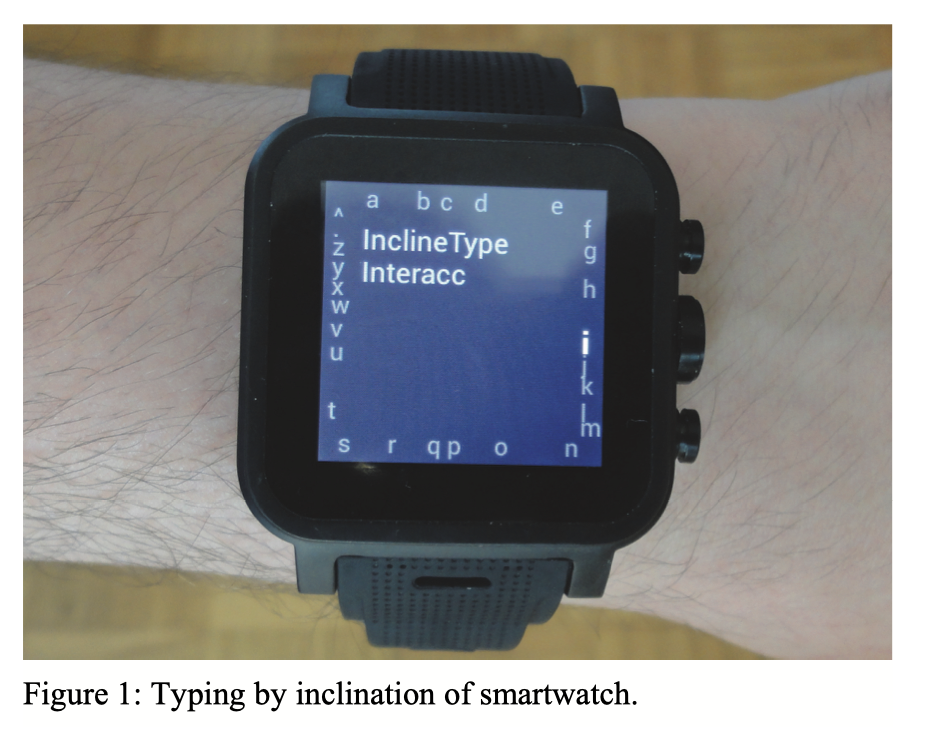 a b c d e
^ f
. g
z
y h
x
w
v i
u j
k
t l
m
s r q p o n
InclineType
Interacc
Figure 1: Typing by inclination of smartwatch.